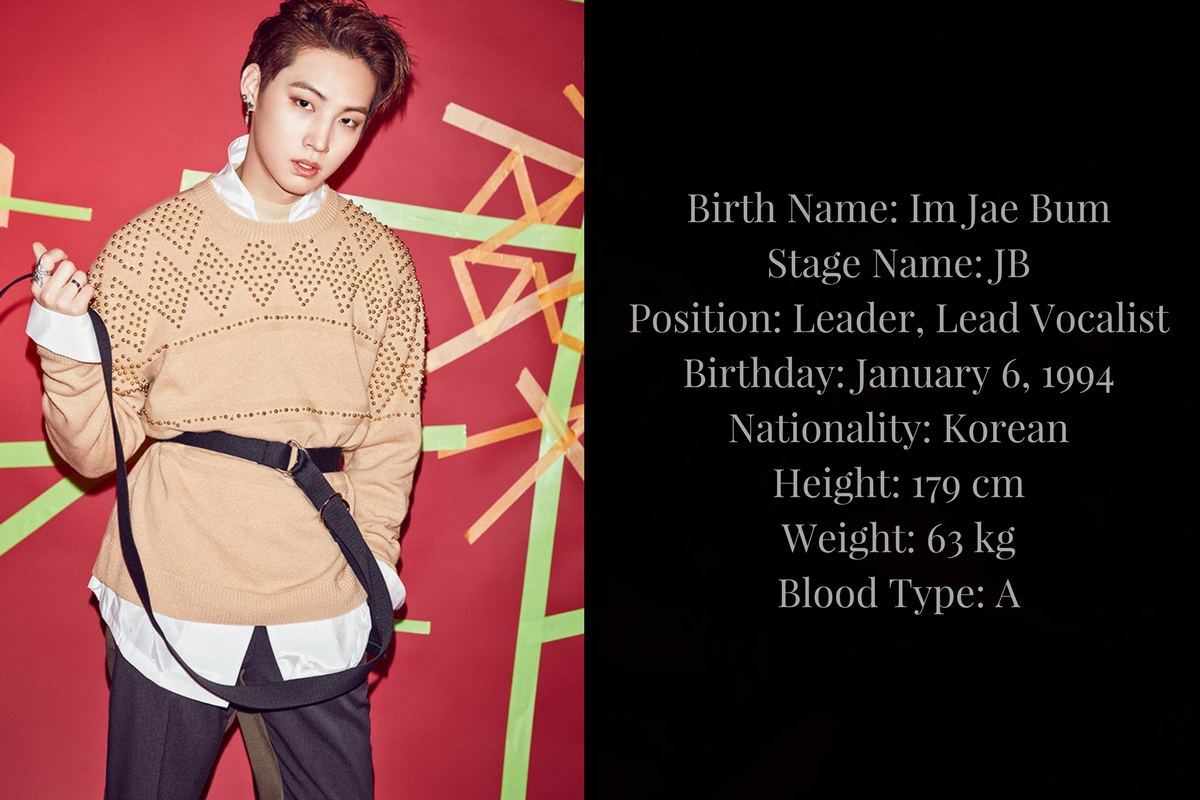 Birth Name: Im Jae Bum
Stage Name: JB
Position: Leader, Lead Vocalist
Birthday: January 6, 1994
Nationality: Korean
Height: 179 cm
Weight: 63 kg
Blood Type: A